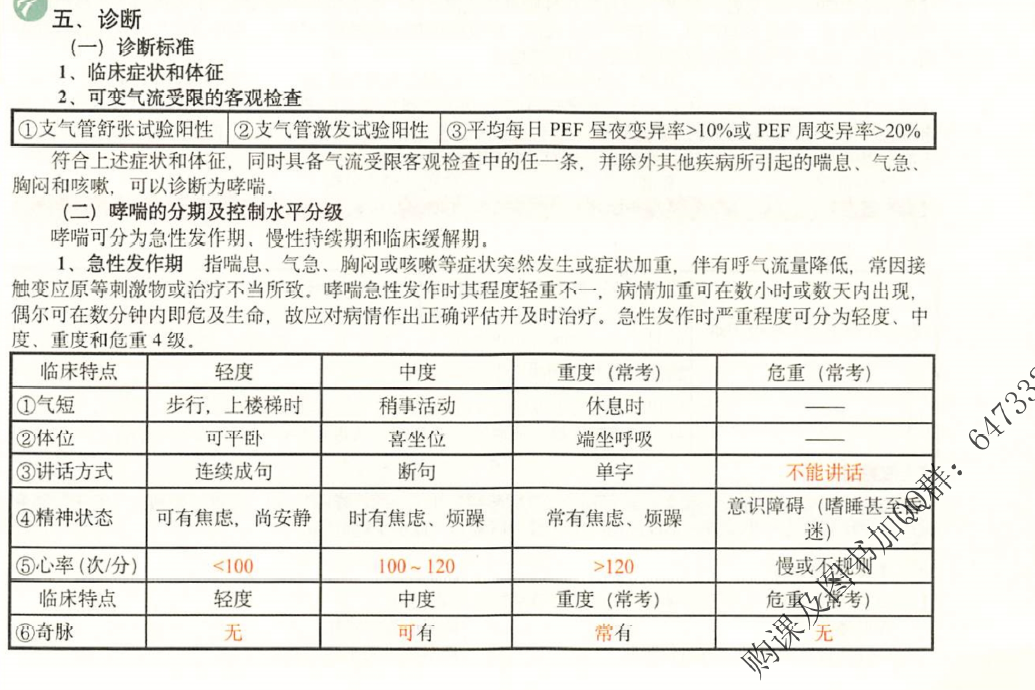 五、诊断
（一）诊断标准
1、临床症状和体征
2、可变气流受限的客观检查
①支气管舒张试验阳性 ②支气管激发试验阳性 ③平均每日 PEF 昼夜变异率>10%或 PEF 周变异率>20%
符合上述症状和体征，同时具备气流受限客观检查中的任一条，并除外其他疾病所引起的喘息、气急、
胸闷和咳嗽，可以诊断为哮喘。
（二）哮喘的分期及控制水平分级
哮喘可分为急性发作期、慢性持续期和临床缓解期。
1、急性发作期 指喘息、气急、胸闷或咳嗽等症状突然发生或症状加重，伴有呼气流量降低，常因接
触变应原等刺激物或治疗不当所致。哮喘急性发作时其程度轻重不一，病情加重可在数小时或数天内出现，
偶尔可在数分钟内即危及生命，故应对病情作出正确评估并及时治疗。急性发作时严重程度可分为轻度、中
度、重度和危重 4 级。
临床特点 轻度 中度 重度（常考） 危重（常考）
①气短 步行，上楼梯时 稍事活动 休息时 ——
②体位 可平卧 喜坐位 端坐呼吸 ——
③讲话方式 连续成句 断句 单字 不能讲话
④精神状态 可有焦虑，尚安静 时有焦虑、烦躁 常有焦虑、烦躁 意识障碍（嗜睡甚至昏
迷）
⑤心率(次/分) <100 100～120 >120 慢或不规则
临床特点 轻度 中度 重度（常考） 危重（常考）
⑥奇脉 无 可有 常有 无
购课及图书加QQ群：647333